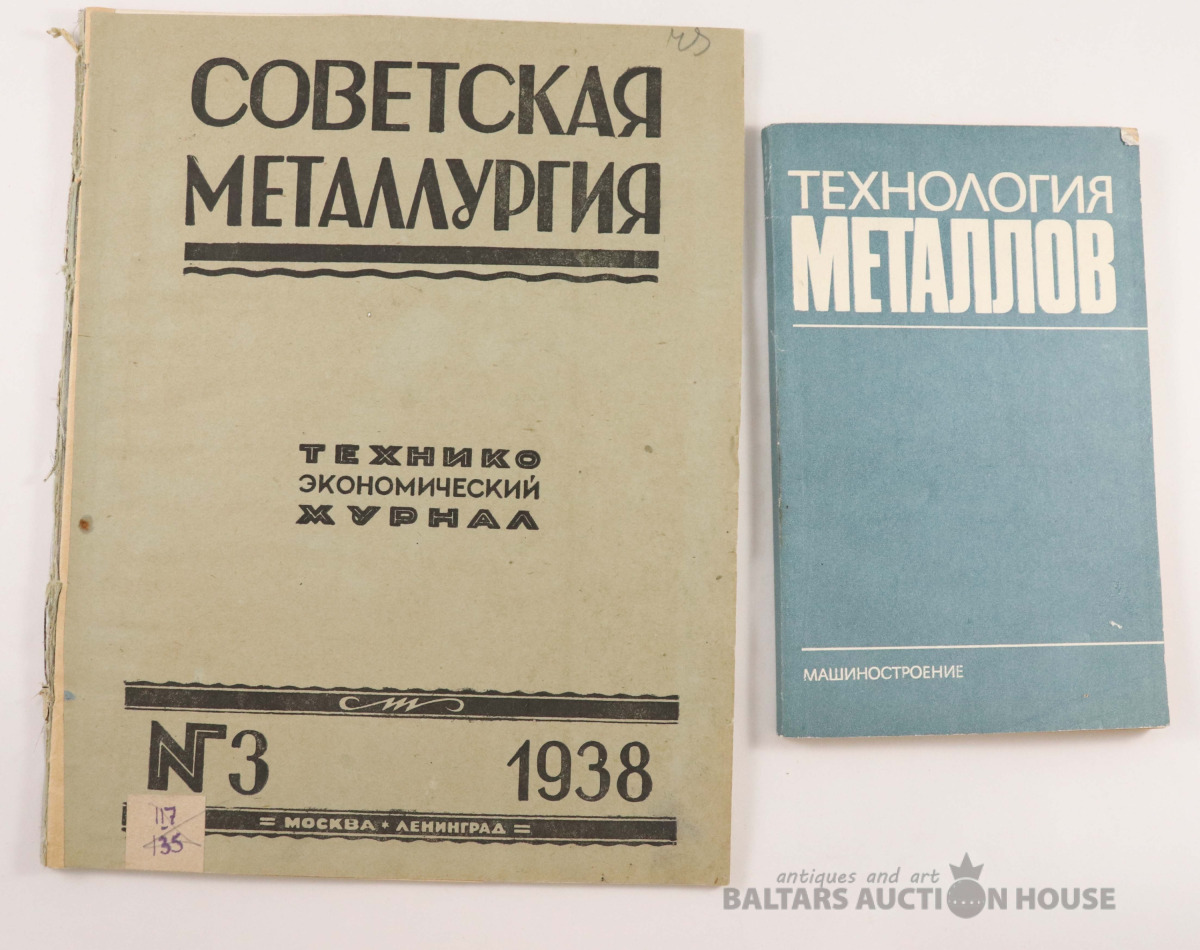 СОВЕТСКАЯ
МЕТАЛЛУРГИЯ
ТЕХНИКО
ЭКОНОМИЧЕСКИЙ
ЖУРНАЛ
№3 1938
117
135
= МОСКВА * ЛЕНИНГРАД =
ТЕХНОЛОГИЯ
МЕТАЛЛОВ
МАШИНОСТРОЕНИЕ
antiques and art
BALTARS AUCTION HOUSE